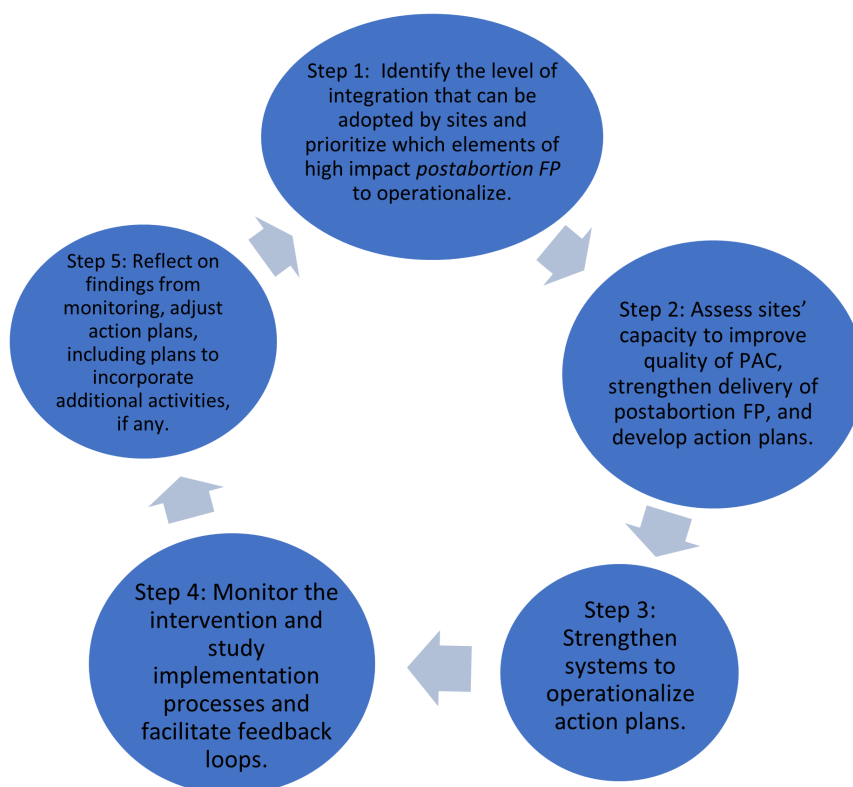 Step 1:  Identify the level of
integration that can be
adopted by sites and
prioritize which elements of
high impact postabortion FP
to operationalize.
Step 2: Assess sites’
capacity to improve
quality of PAC,
strengthen delivery of
postabortion FP, and
develop action plans.
Step 3:
Strengthen
systems to
operationalize
action plans.
Step 4: Monitor the
intervention and
study
implementation
processes and
facilitate feedback
loops.
Step 5: Reflect on
findings from
monitoring, adjust
action plans,
including plans to
incorporate
additional activities,
if any.